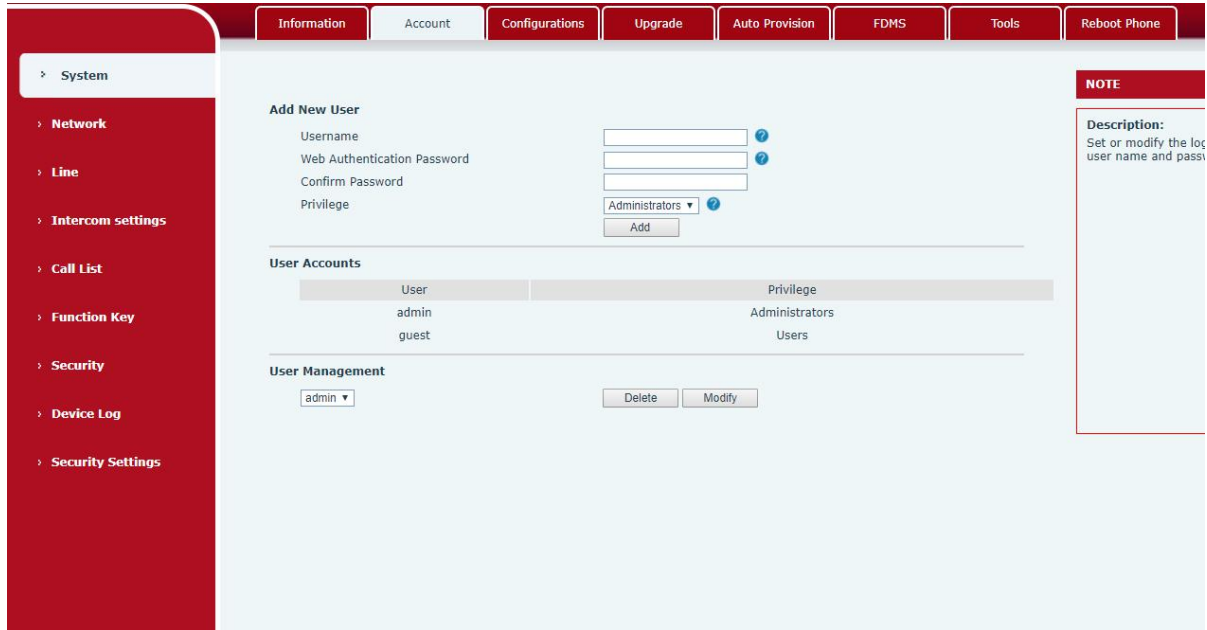 Information Account Configurations Upgrade Auto Provision FDMS Tools Reboot Phone
System
Network
Line
Intercom settings
Call List
Function Key
Security
Device Log
Security Settings
Add New User
Username
Web Authentication Password
Confirm Password
Privilege Administrators
Add
User Accounts
User Privilege
admin Administrators
guest Users
User Management
admin Delete Modify
NOTE
Description:
Set or modify the
user name and